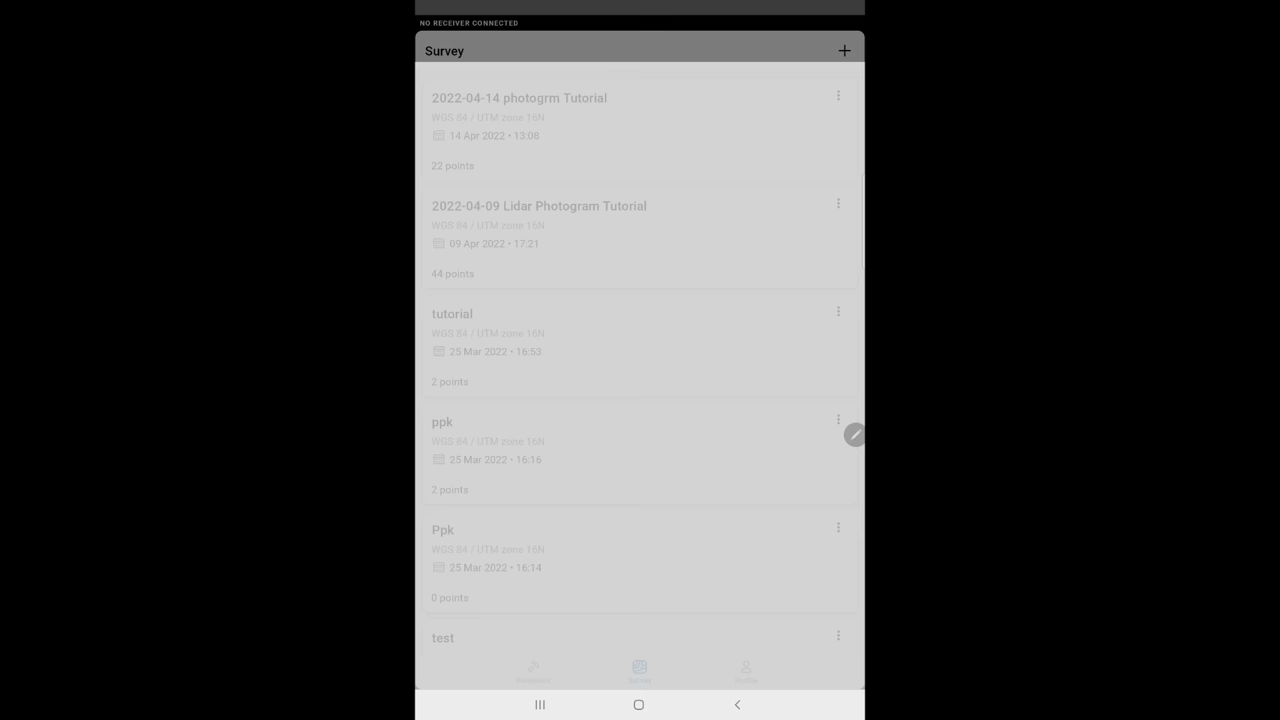 NO RECEIVER CONNECTED
Survey
2022-04-14 photogrm Tutorial
WGS 84 / UTM zone 16N
14 Apr 2022 • 13:08
22 points
2022-04-09 Lidar Photogram Tutorial
WGS 84 / UTM zone 16N
09 Apr 2022 • 17:21
44 points
tutorial
WGS 84 / UTM zone 16N
25 Mar 2022 • 16:53
2 points
ppk
WGS 84 / UTM zone 16N
25 Mar 2022 • 16:16
2 points
Ppk
WGS 84 / UTM zone 16N
25 Mar 2022 • 16:14
0 points
test
Receiver Survey Profile